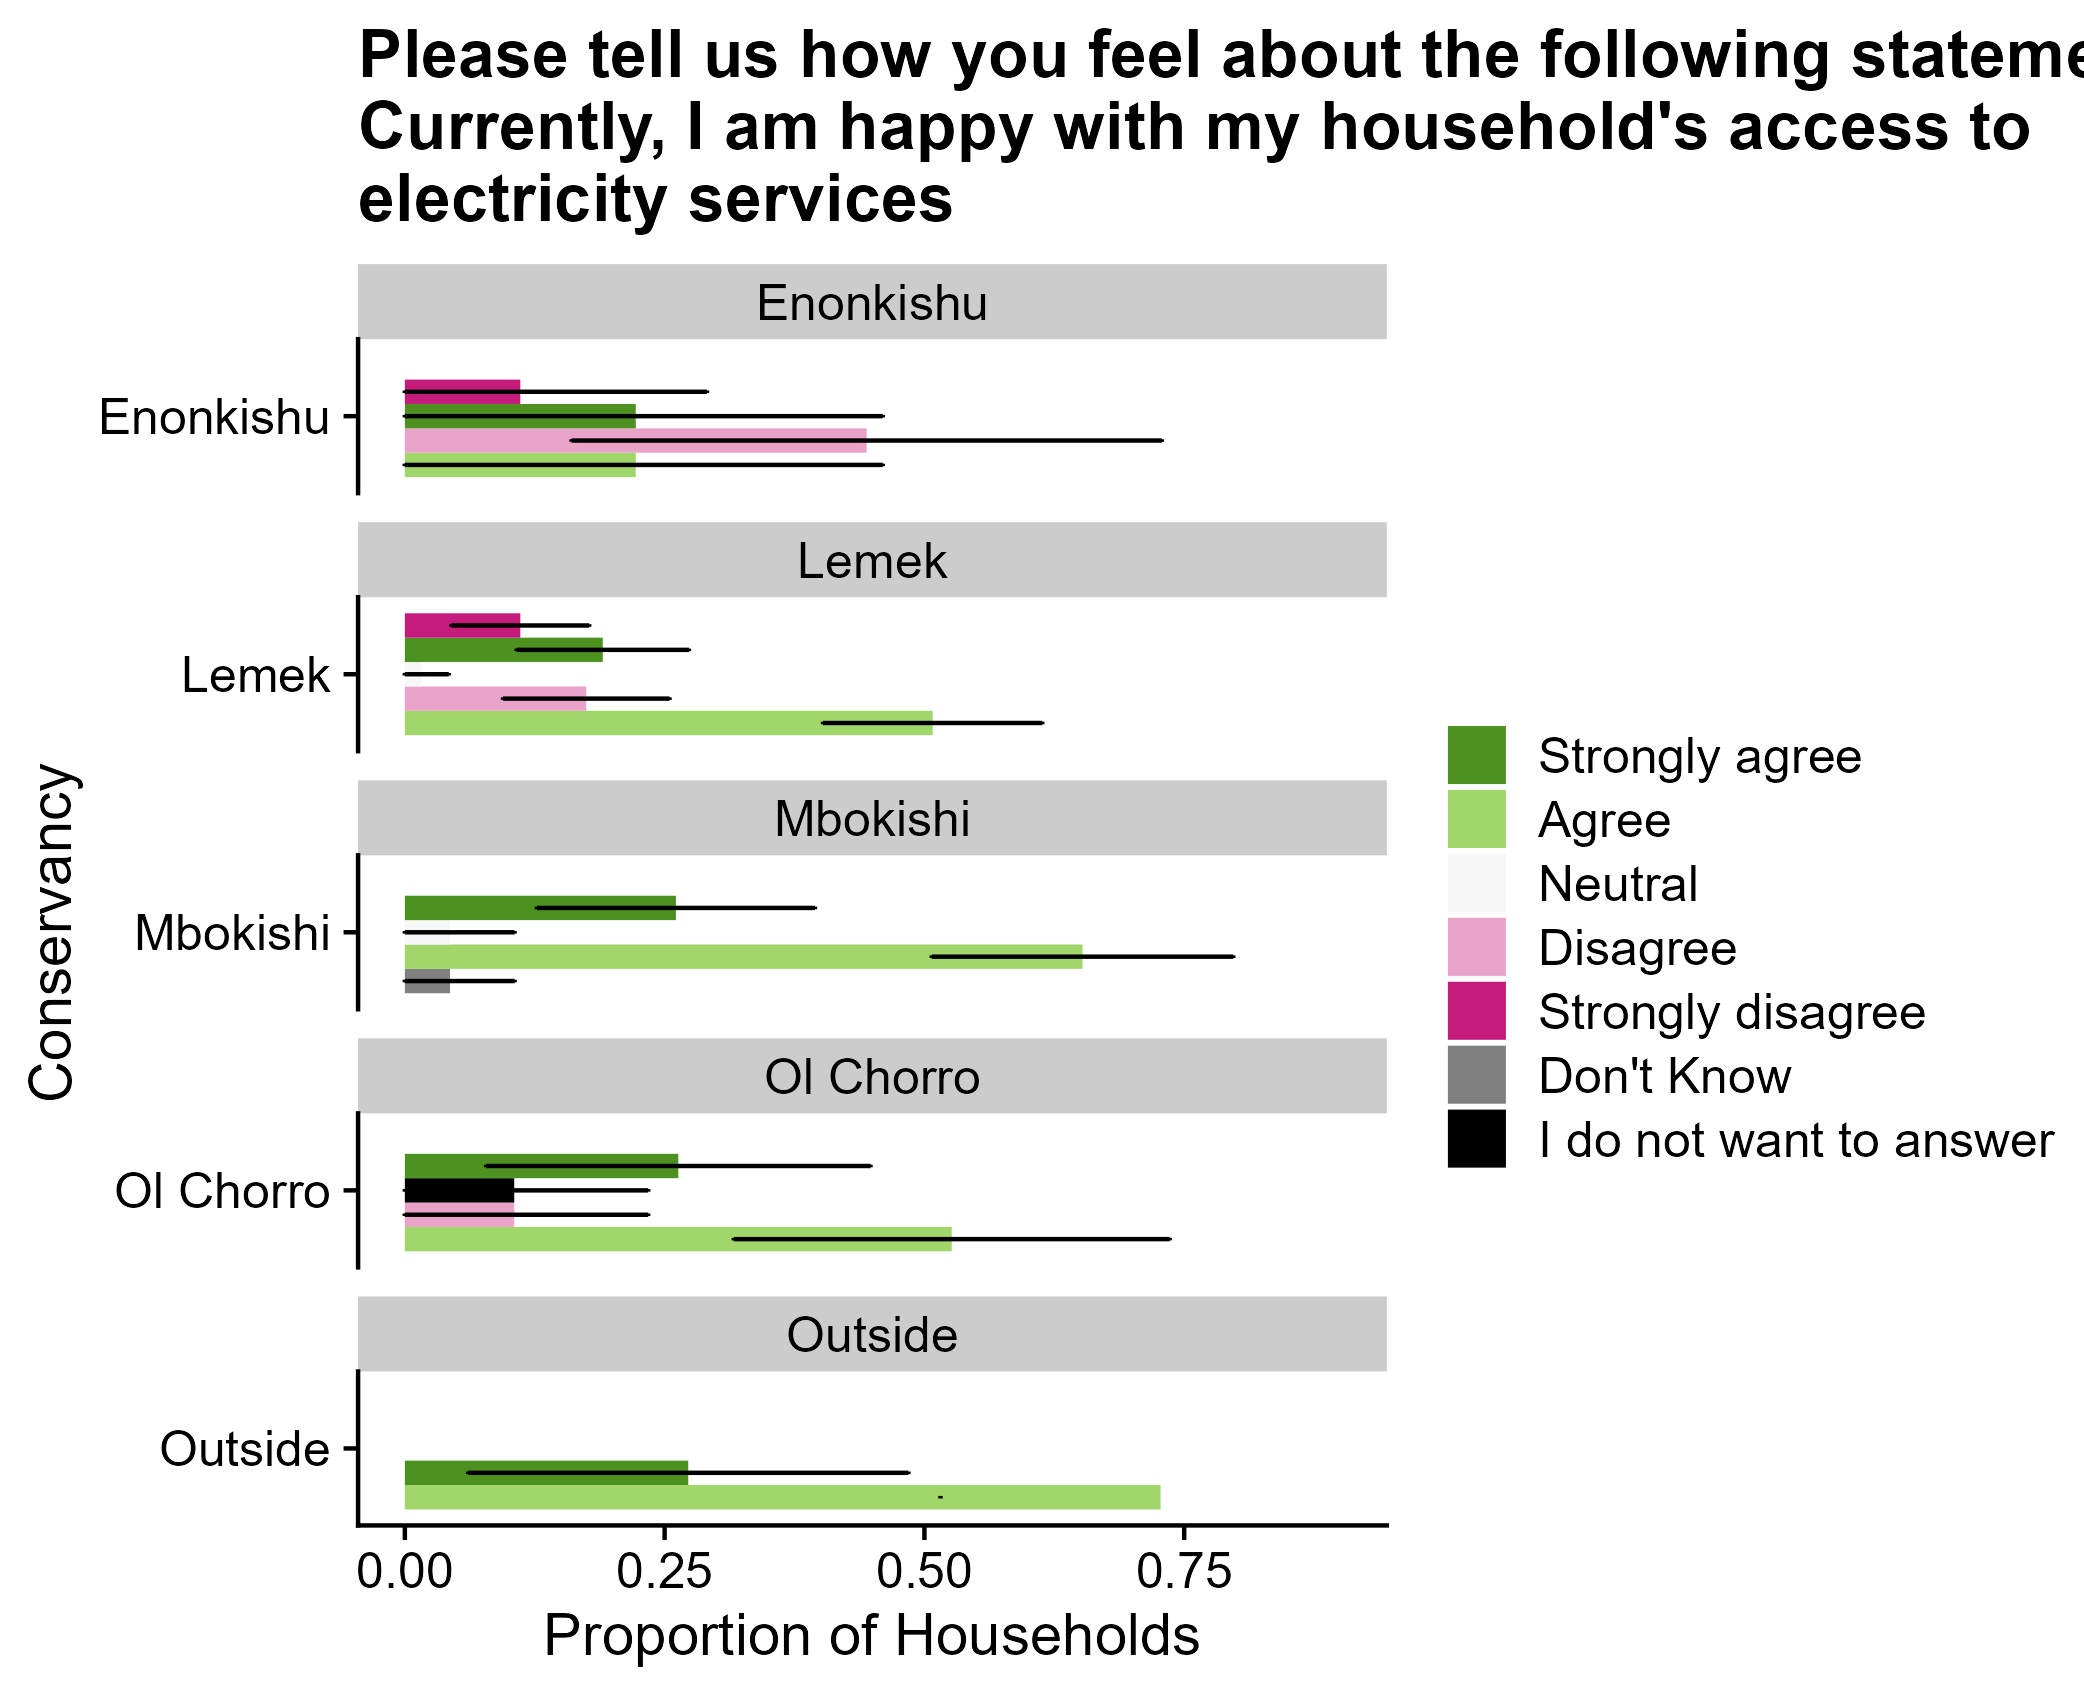 Please tell us how you feel about the following
Currently, I am happy with my household's access to
electricity services
Enonkishu
Enonkishu
Lemek
Lemek
Mbokishi
Mbokishi
Ol Chorro
Ol Chorro
Outside
Outside
0.00 0.25 0.50 0.75
Proportion of Households
Conservancy
Strongly agree
Agree
Neutral
Disagree
Strongly disagree
Don't Know
I do not want to answer